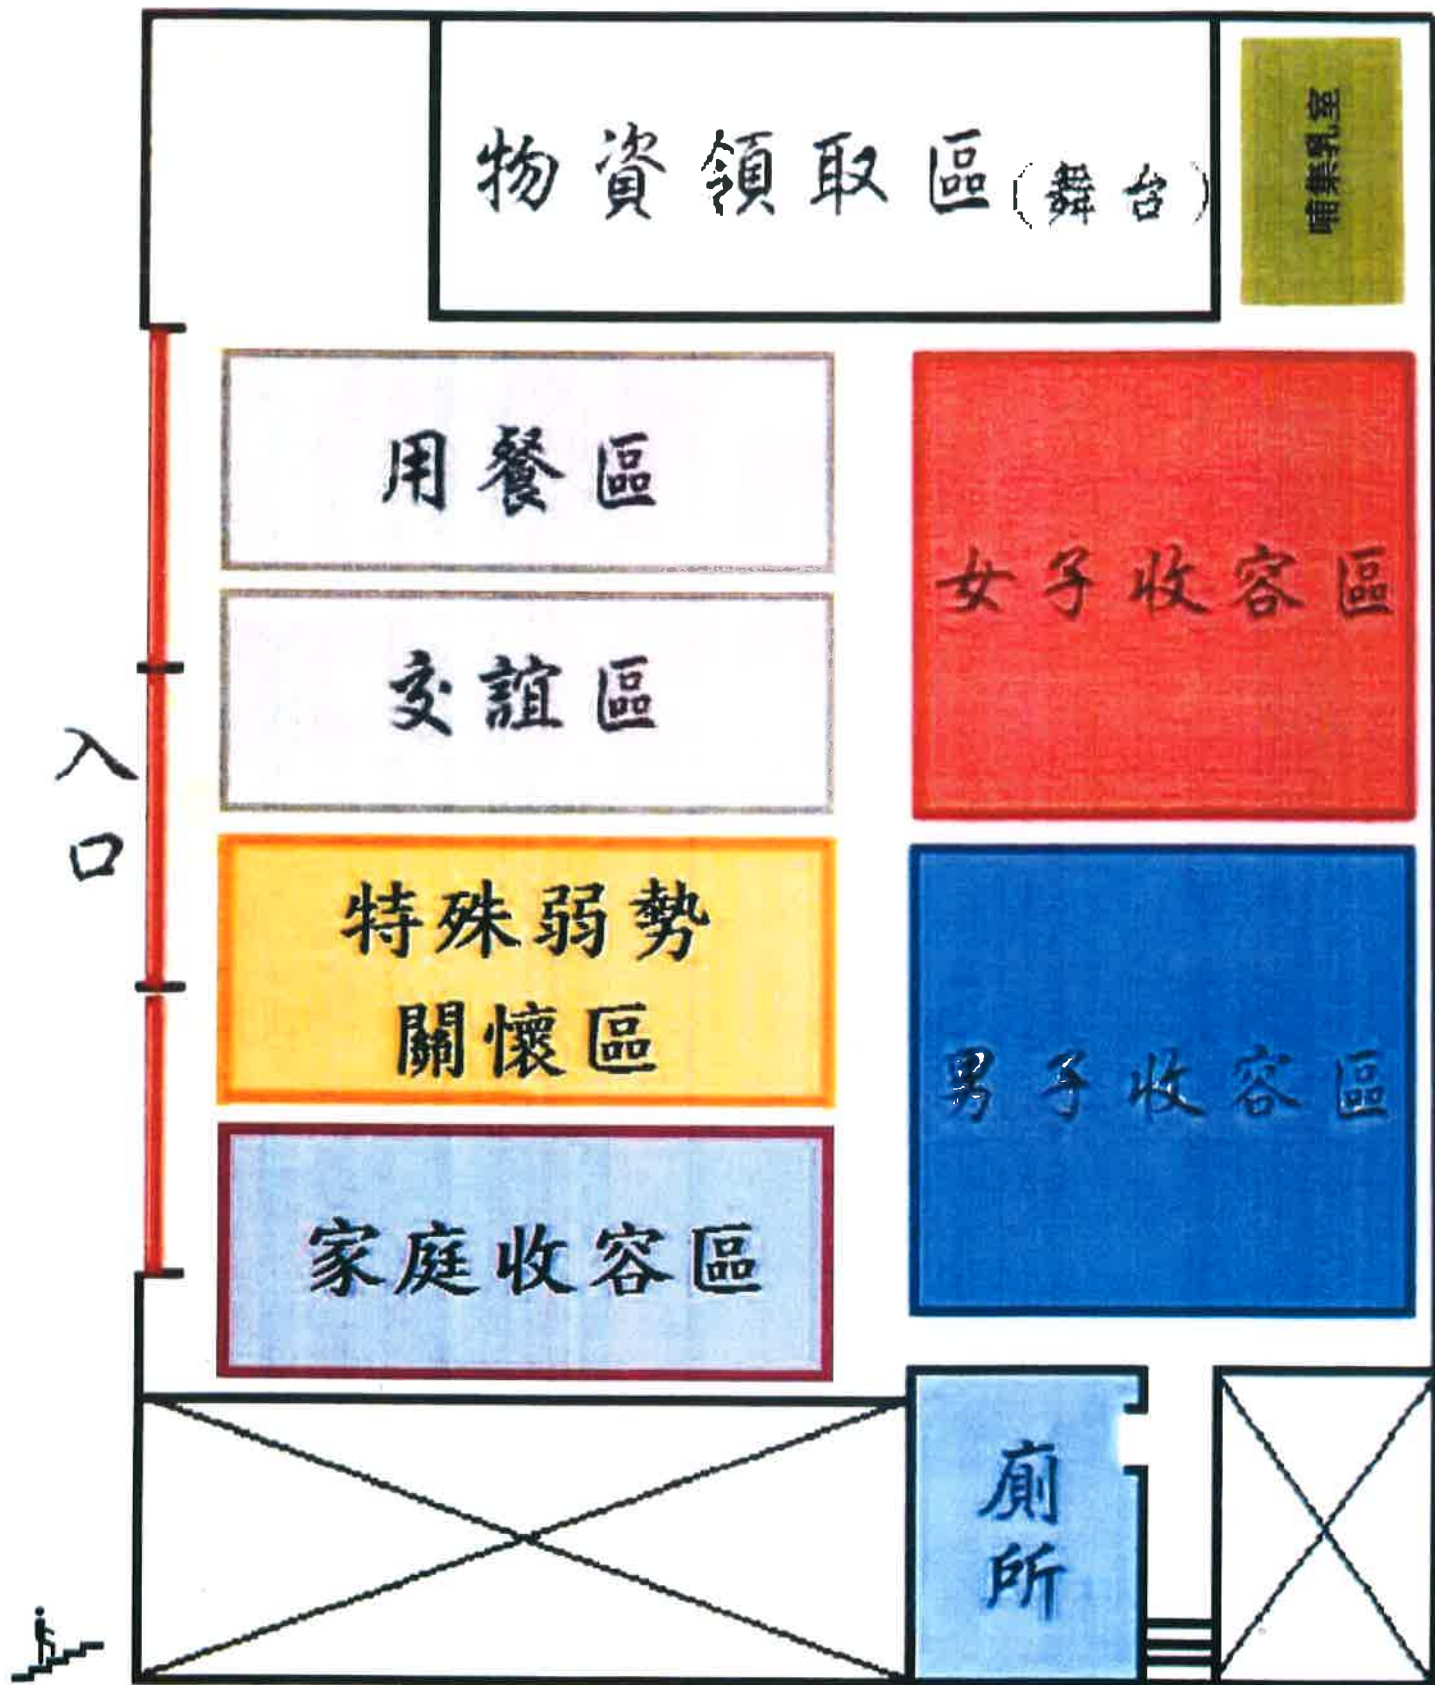 物資領取區(舞台)
哺集乳室
用餐區
女子收容區
交誼區
入口
特殊弱勢
關懷區
男子收容區
家庭收容區
廁所